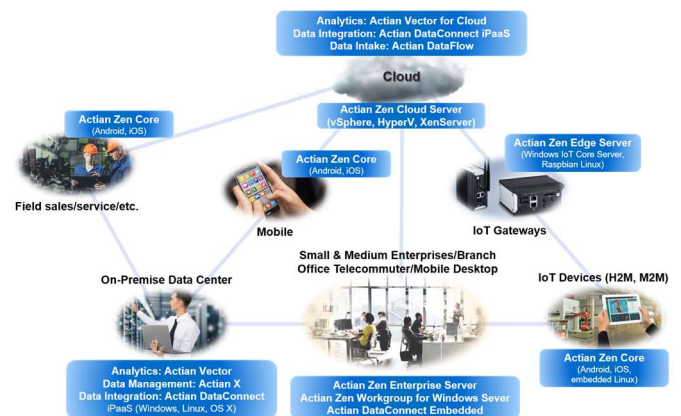 Analytics: Actian Vector for Cloud
Data Integration: Actian DataConnect iPaaS
Data Intake: Actian DataFlow
Cloud
Actian Zen Cloud Server
(vSphere, HyperV, XenServer)
Actian Zen Core
(Android, iOS)
Field sales/service/etc.
Actian Zen Core
(Android, iOS)
Mobile
Actian Zen Edge Server
(Windows IoT Core Server,
Raspbian Linux)
IoT Gateways
On-Premise Data Center
Analytics: Actian Vector
Data Management: Actian X
Data Integration: Actian DataConnect
iPaaS (Windows, Linux, OS X)
Small & Medium Enterprises/Branch
Office Telecommuter/Mobile Desktop
Actian Zen Enterprise Server
Actian Zen Workgroup for Windows Sever
Actian DataConnect Embedded
IoT Devices (H2M, M2M)
Actian Zen Core
(Android, iOS,
embedded Linux)